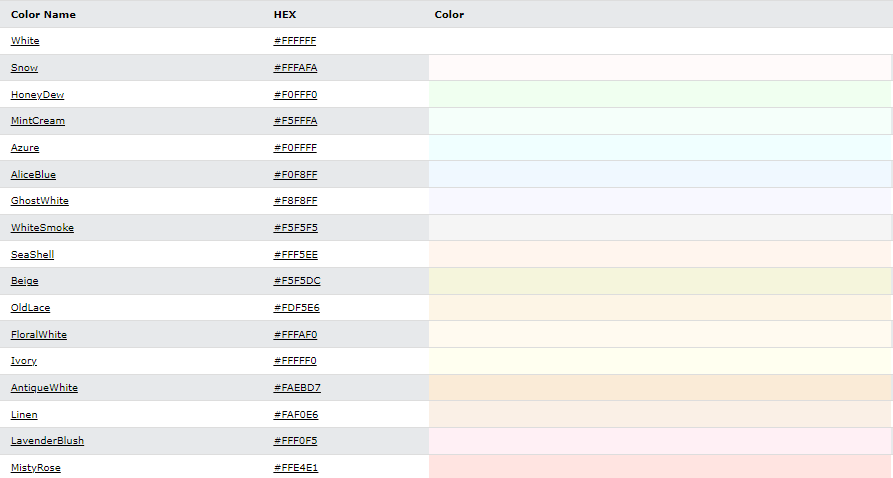 Color Name HEX Color
White #FFFFFF
Snow #FFFAFA
HoneyDew #F0FFF0
MintCream #F5FFFA
Azure #F0FFFF
AliceBlue #F0F8FF
GhostWhite #F8F8FF
WhiteSmoke #F5F5F5
SeaShell #FFF5EE
Beige #F5F5DC
OldLace #FDF5E6
FloralWhite #FFFAF0
Ivory #FFFFF0
AntiqueWhite #FAEBD7
Linen #FAF0E6
LavenderBlush #FFF0F5
MistyRose #FFE4E1